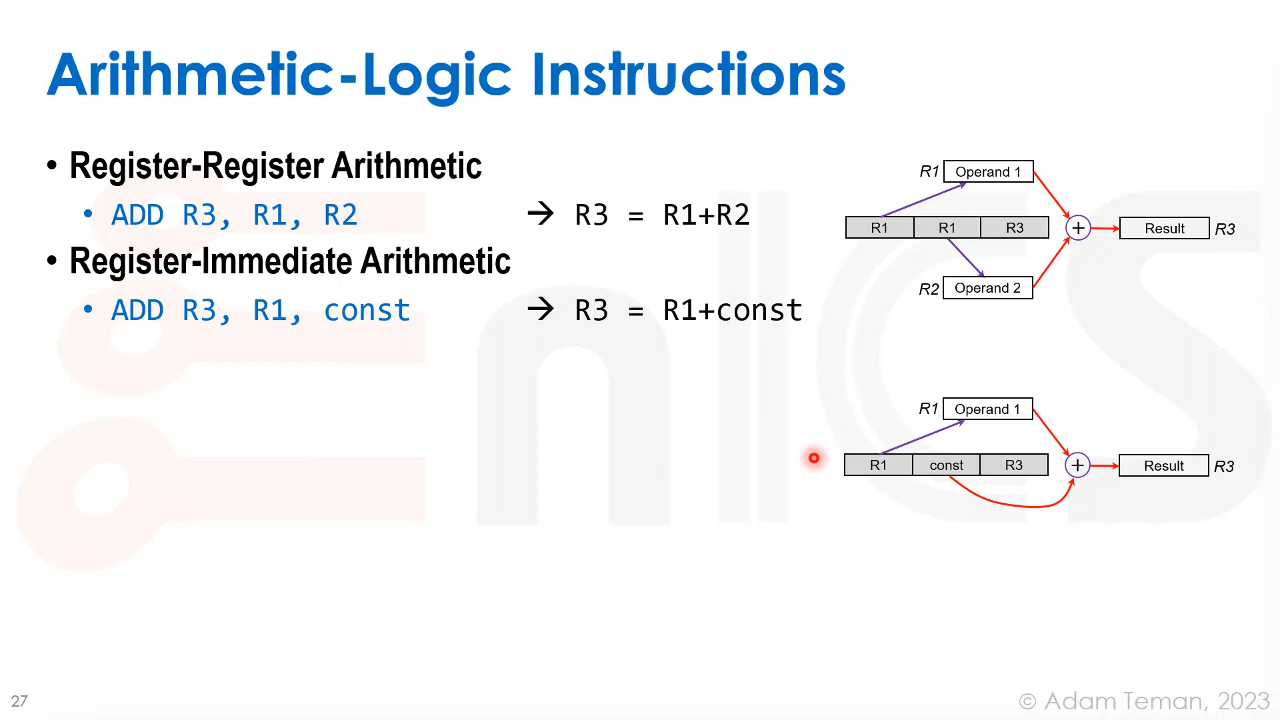 Arithmetic-Logic Instructions
• Register-Register Arithmetic
• ADD R3, R1, R2 → R3 = R1+R2
• Register-Immediate Arithmetic
• ADD R3, R1, const → R3 = R1+const
R1 Operand 1
R1 R1 R3 + Result R3
R2 Operand 2
R1 Operand 1
R1 const R3 + Result R3
EnICS
27
© Adam Teman, 2023